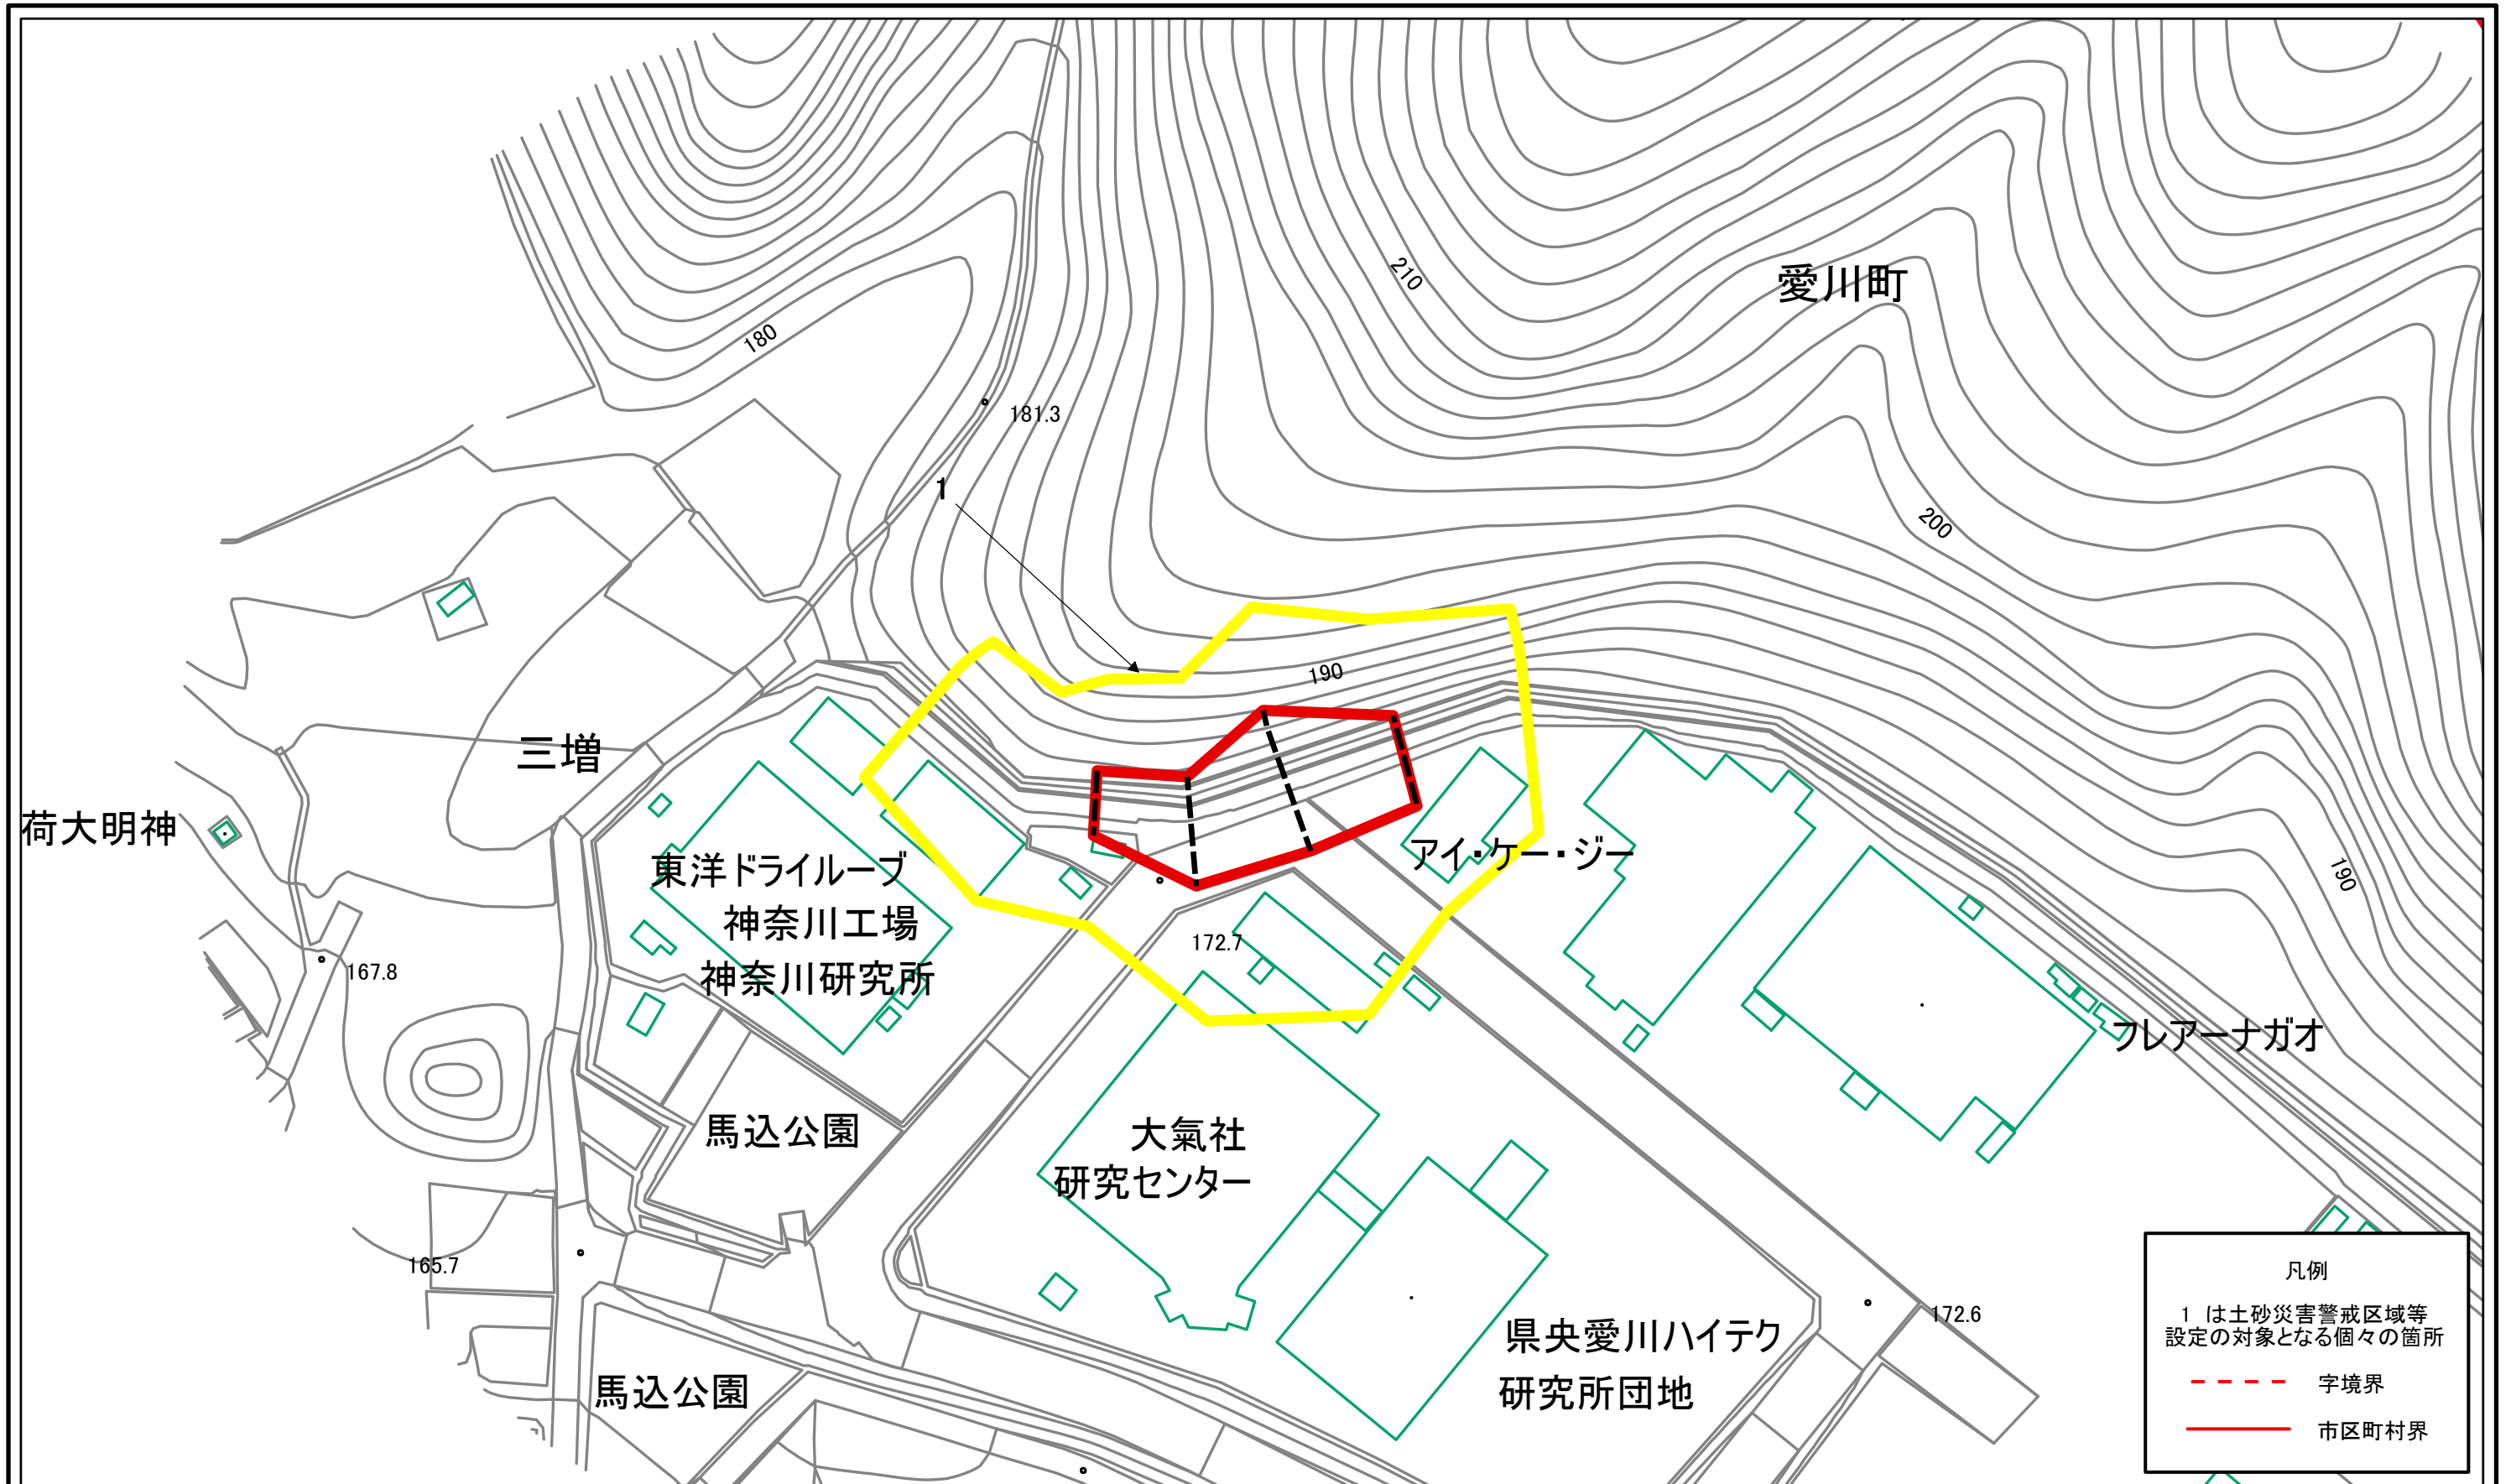 愛川町
210
180
181.3
1
200
190
三増
荷大明神
東洋ドライルーブ
神奈川工場
神奈川研究所
アイ・ケー・ジー
190
172.7
167.8
フレアーナガオ
馬込公園
大氣社
研究センター
165.7
172.6
県央愛川ハイテク
研究所団地
馬込公園
凡例
1 は土砂災害警戒区域等
設定の対象となる個々の箇所
字境界
市区町村界